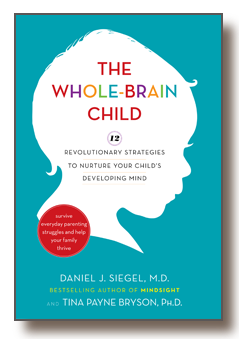 THE
WHOLE-BRAIN
CHILD
12
REVOLUTIONARY STRATEGIES
TO NURTURE YOUR CHILD'S
DEVELOPING MIND
survive
everyday parenting
struggles and help
your family
thrive
DANIEL J. SIEGEL, M.D.
BESTSELLING AUTHOR OF MINDSIGHT
AND TINA PAYNE BRYSON, PH.D.